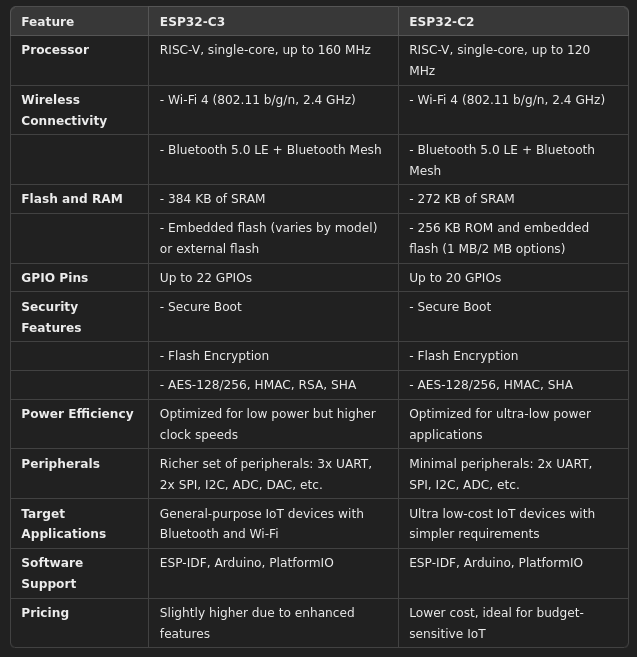 Feature ESP32-C3 ESP32-C2
Processor RISC-V, single-core, up to 160 MHz RISC-V, single-core, up to 120
MHz
Wireless - Wi-Fi 4 (802.11 b/g/n, 2.4 GHz) - Wi-Fi 4 (802.11 b/g/n, 2.4 GHz)
Connectivity
- Bluetooth 5.0 LE + Bluetooth Mesh - Bluetooth 5.0 LE + Bluetooth
Mesh
Flash and RAM - 384 KB of SRAM - 272 KB of SRAM
- Embedded flash (varies by model) - 256 KB ROM and embedded
or external flash flash (1 MB/2 MB options)
GPIO Pins Up to 22 GPIOs Up to 20 GPIOs
Security - Secure Boot - Secure Boot
Features
- Flash Encryption - Flash Encryption
- AES-128/256, HMAC, RSA, SHA - AES-128/256, HMAC, SHA
Power Efficiency Optimized for low power but higher Optimized for ultra-low power
clock speeds applications
Peripherals Richer set of peripherals: 3x UART, Minimal peripherals: 2x UART,
2x SPI, I2C, ADC, DAC, etc. SPI, I2C, ADC, etc.
Target General-purpose IoT devices with Ultra low-cost IoT devices with
Applications Bluetooth and Wi-Fi simpler requirements
Software ESP-IDF, Arduino, PlatformIO ESP-IDF, Arduino, PlatformIO
Support
Pricing Slightly higher due to enhanced Lower cost, ideal for budget-
features sensitive IoT